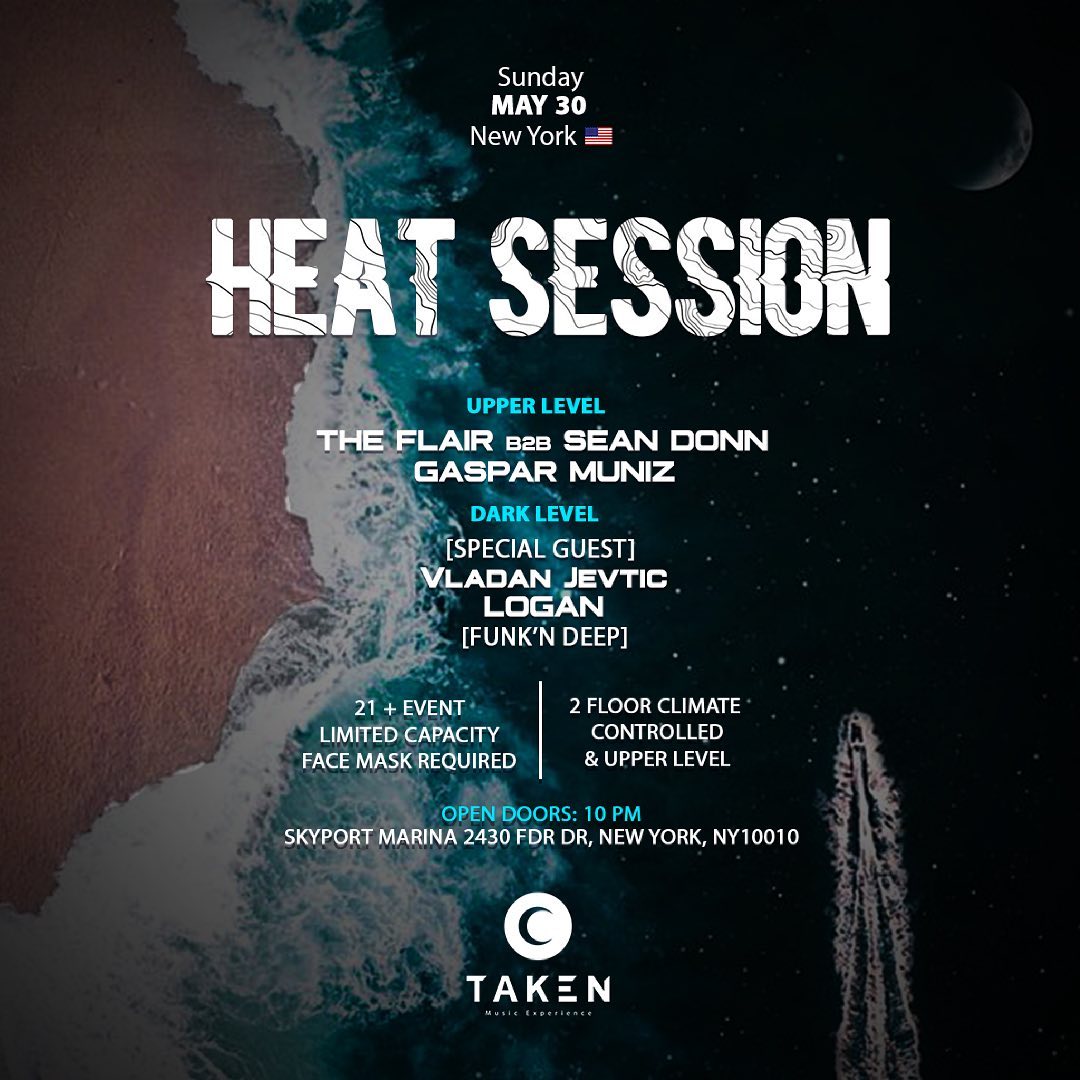 Sunday
MAY 30
New York 🇺🇸
HEAT SESSION
UPPER LEVEL
THE FLAIR B2B SEAN DONN
GASPAR MUNIZ
DARK LEVEL
[SPECIAL GUEST]
VLADAN JEVTIC
LOGAN
[FUNK'N DEEP]
21 + EVENT
LIMITED CAPACITY
FACE MASK REQUIRED
2 FLOOR CLIMATE
CONTROLLED
& UPPER LEVEL
OPEN DOORS: 10 PM
SKYPORT MARINA 2430 FDR DR, NEW YORK, NY10010
TAKEN
Music Experience